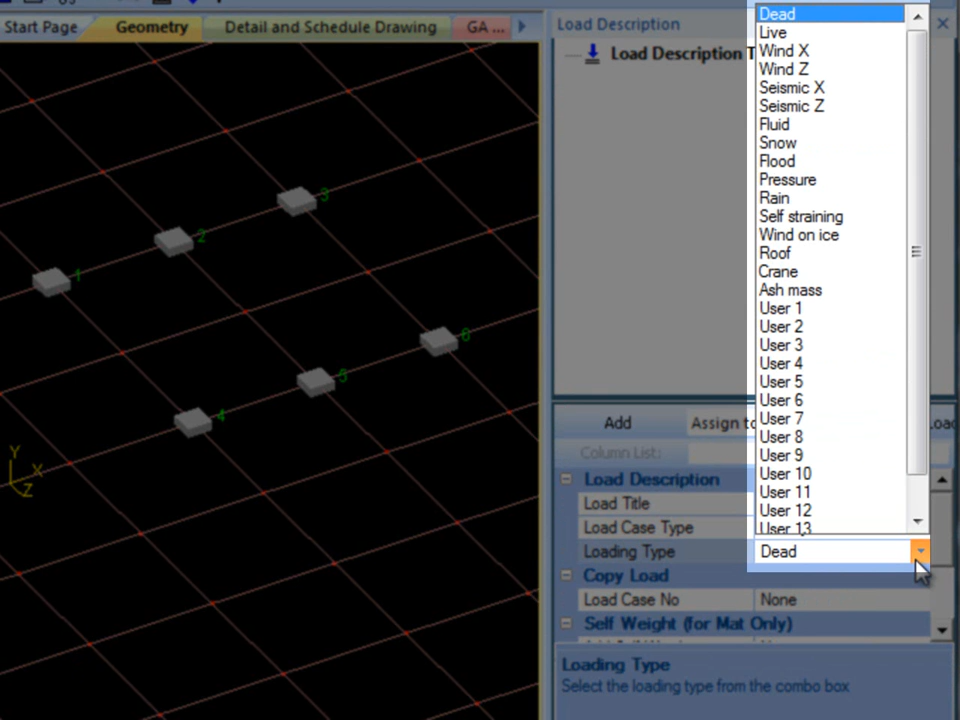 Start Page
Geometry
Detail and Schedule Drawing
GA ...
Load Description
Load Description T
1
2
3
4
5
6
Y
X
Z
Dead
Live
Wind X
Wind Z
Seismic X
Seismic Z
Fluid
Snow
Flood
Pressure
Rain
Self straining
Wind on ice
Roof
Crane
Ash mass
User 1
User 2
User 3
User 4
User 5
User 6
User 7
User 8
User 9
User 10
User 11
User 12
User 13
Add
Assign to
Load
Column List:
Load Description
Load Title
Load Case Type
Loading Type Dead
Copy Load
Load Case No None
Self Weight (for Mat Only)
Loading Type
Select the loading type from the combo box